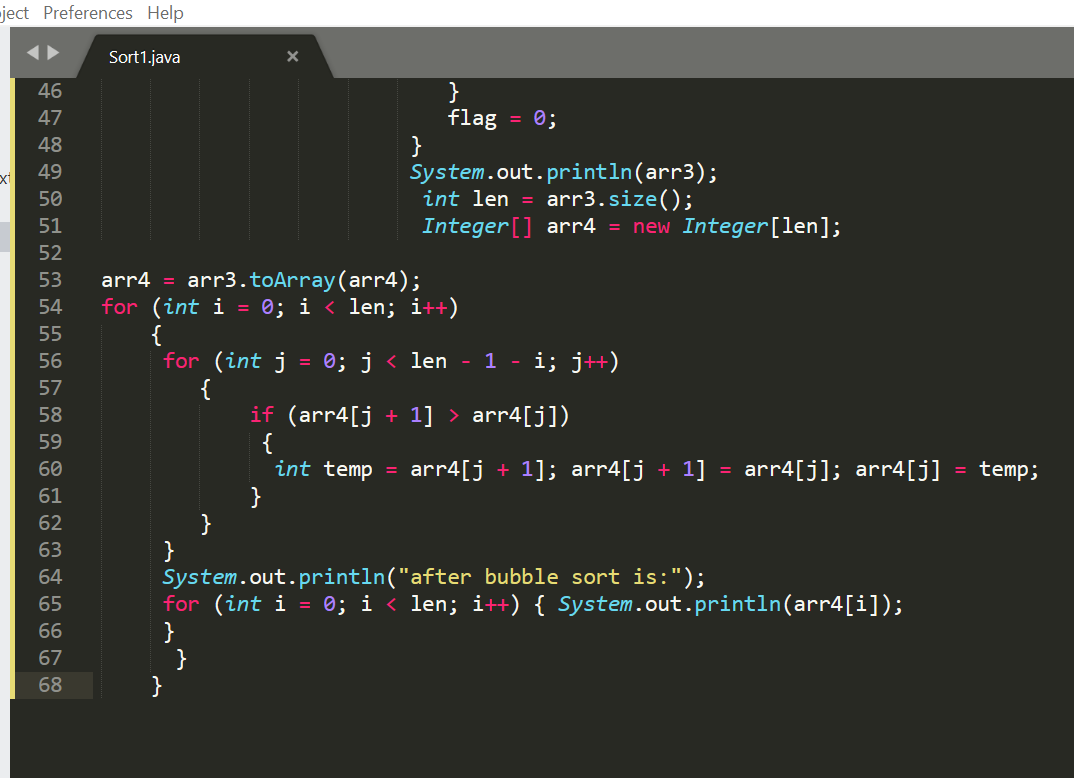 ject Preferences Help
Sort1.java ×
xt
46 }
47 flag = 0;
48 }
49 System.out.println(arr3);
50 int len = arr3.size();
51 Integer[] arr4 = new Integer[len];
52
53 arr4 = arr3.toArray(arr4);
54 for (int i = 0; i < len; i++)
55 {
56 for (int j = 0; j < len - 1 - i; j++)
57 {
58 if (arr4[j + 1] > arr4[j])
59 {
60 int temp = arr4[j + 1]; arr4[j + 1] = arr4[j]; arr4[j] = temp;
61 }
62 }
63 }
64 System.out.println("after bubble sort is:");
65 for (int i = 0; i < len; i++) { System.out.println(arr4[i]);
66 }
67 }
68 }